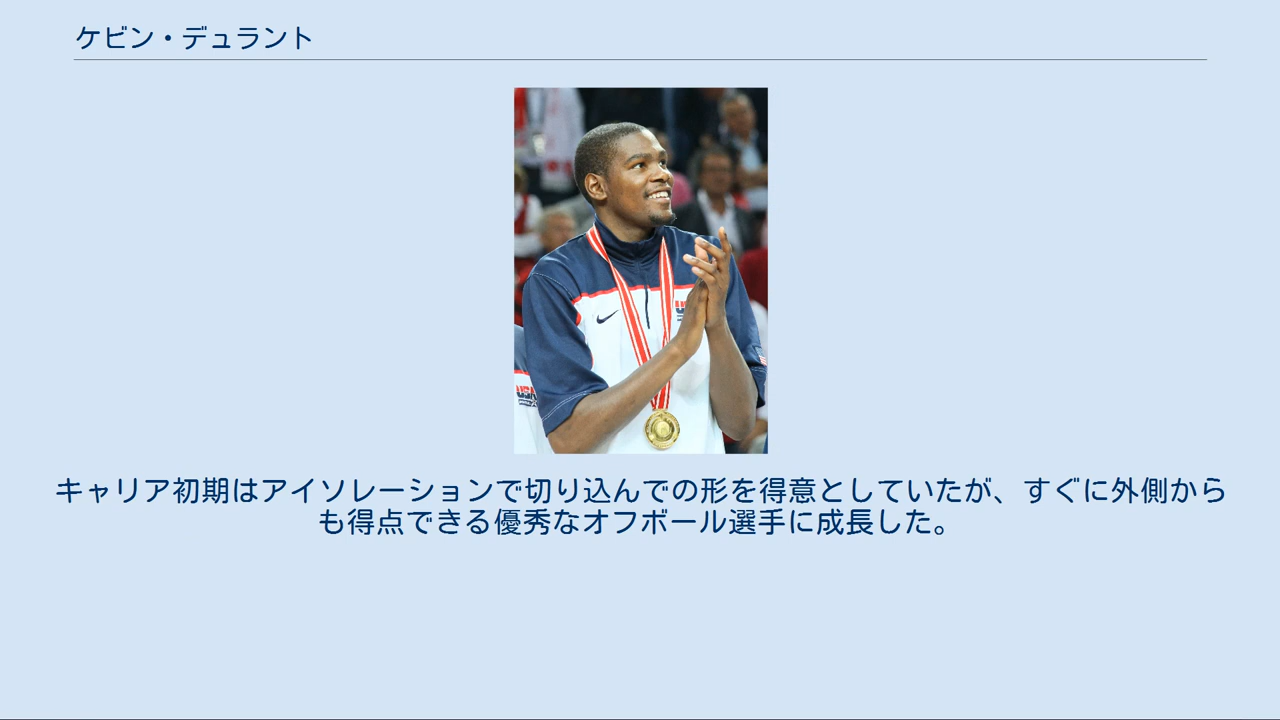 ケビン・デュラント
キャリア初期はアイソレーションで切り込んでの形を得意としていたが、すぐに外側から
も得点できる優秀なオフボール選手に成長した。